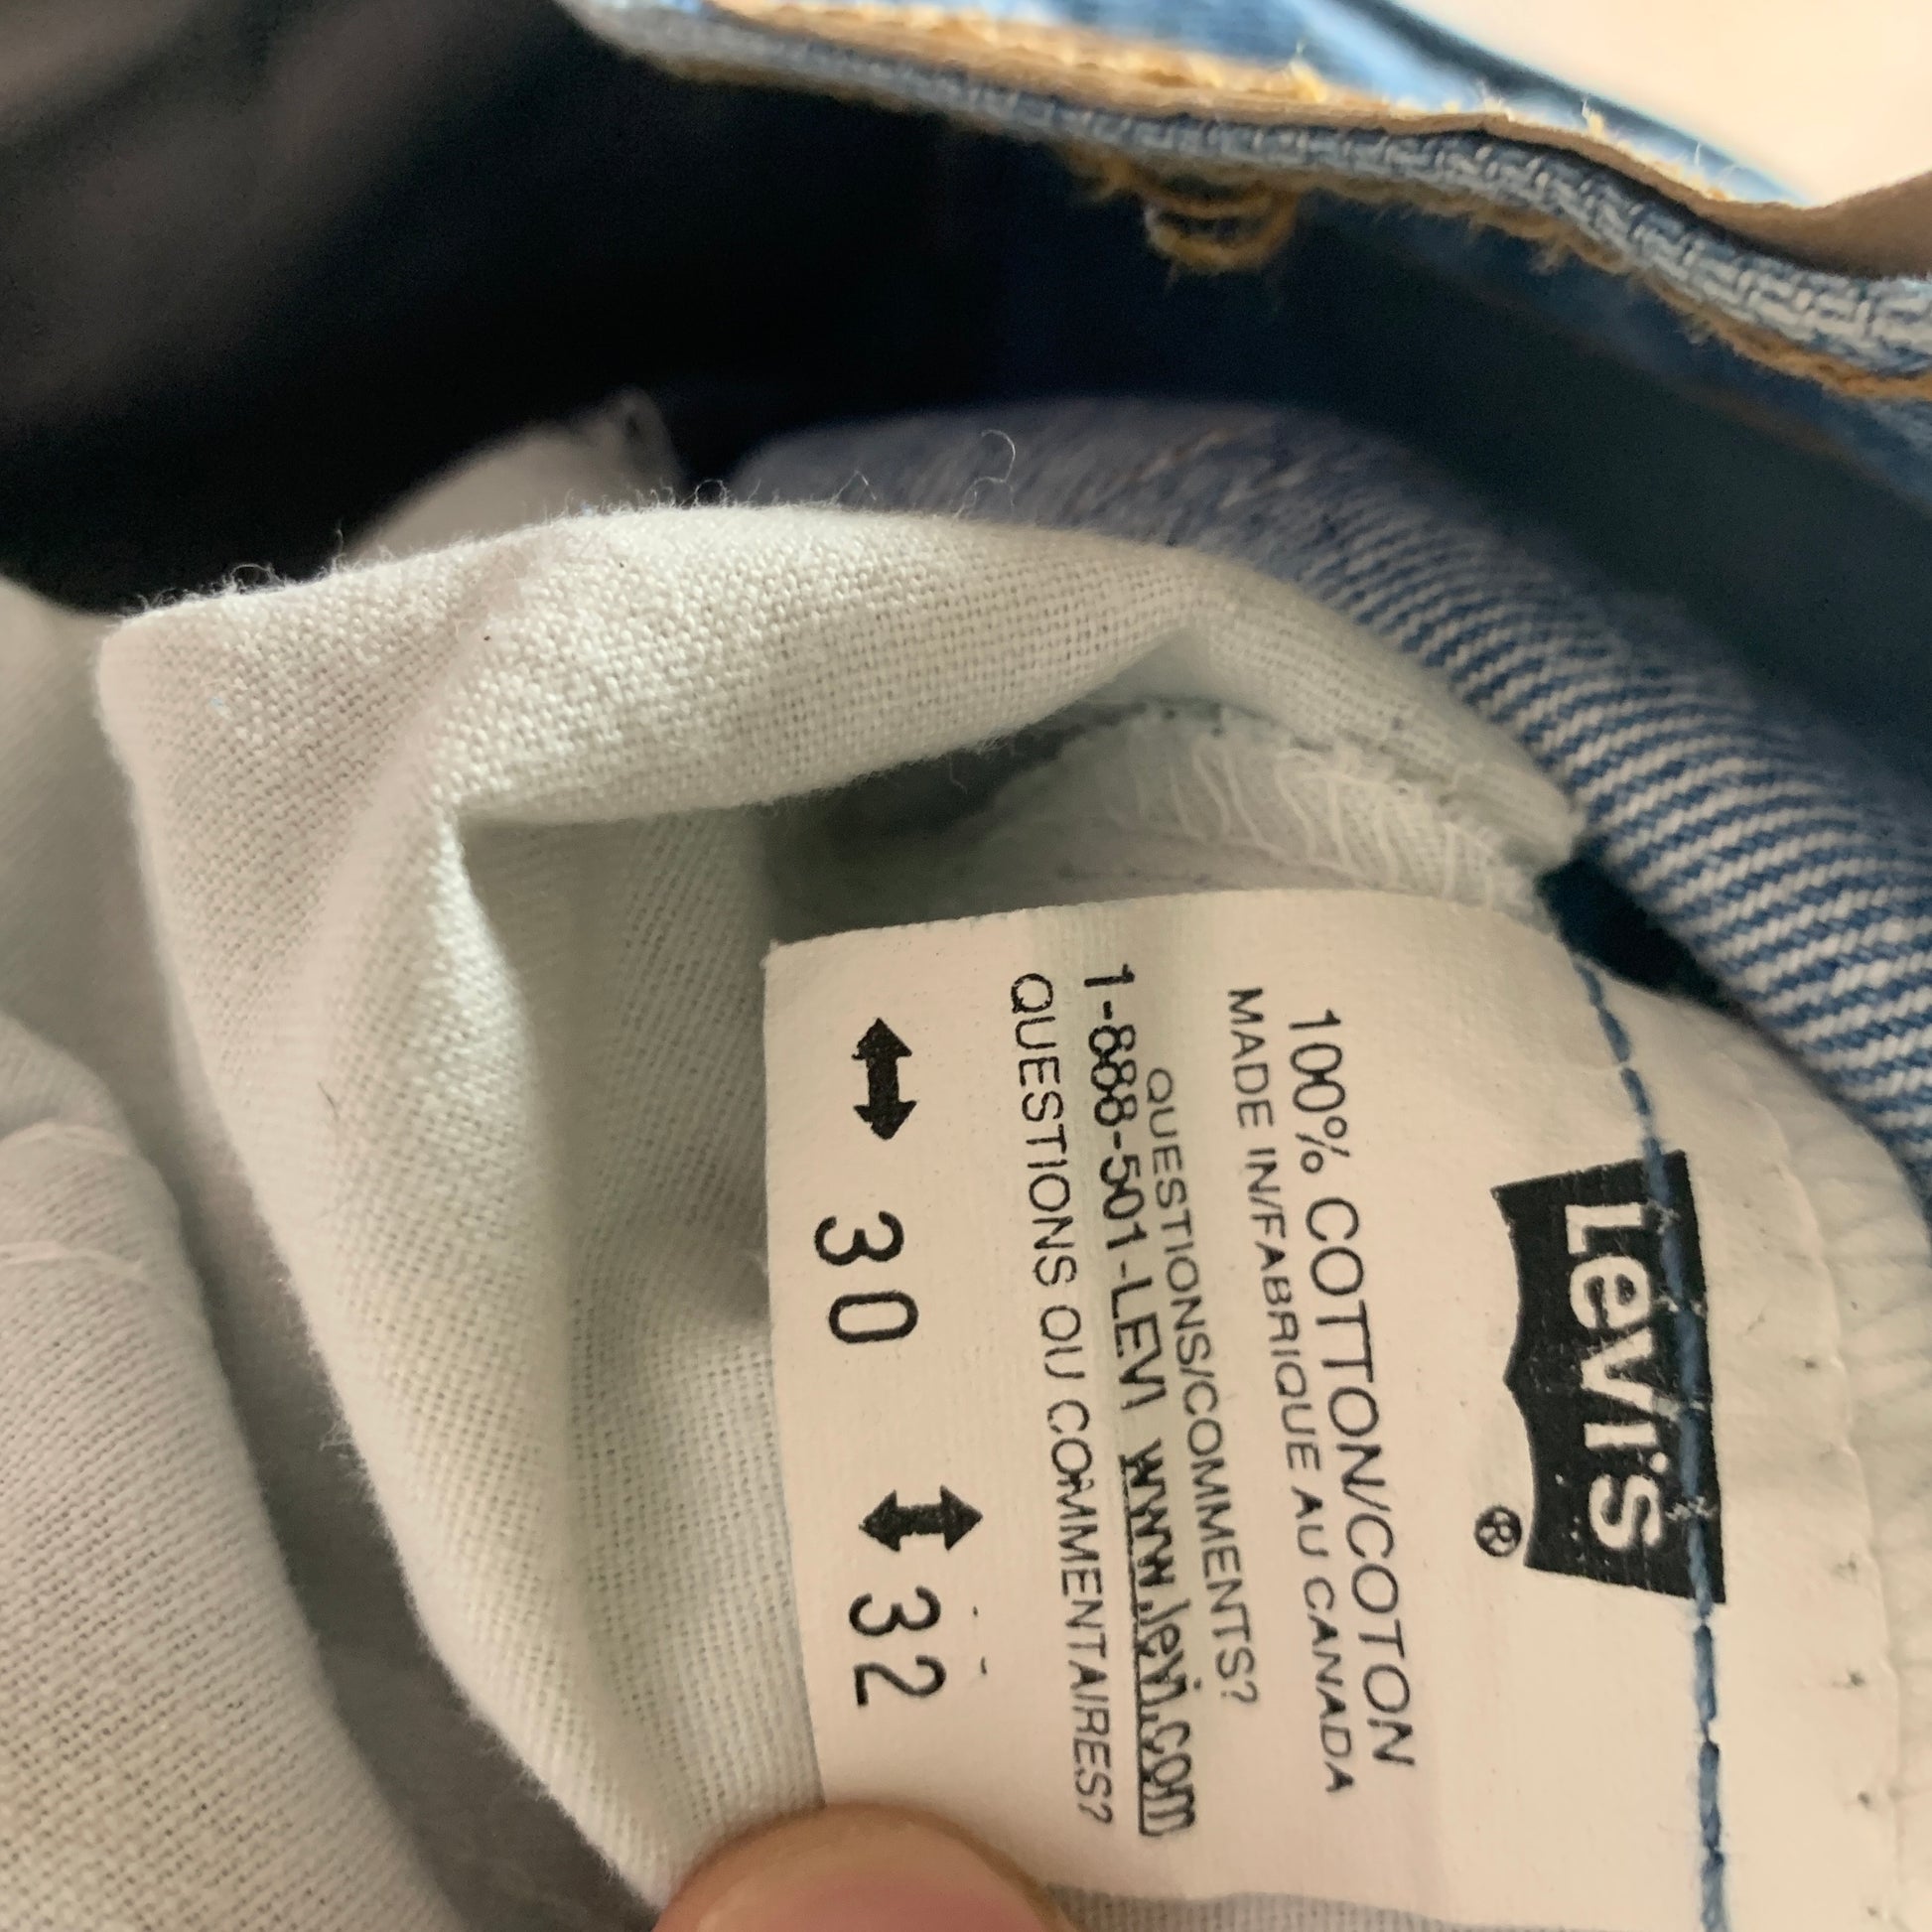 Levi's
®
100% COTTON/COTON
MADE IN/FABRIQUE AU CANADA
QUESTIONS/COMMENTS?
1-888-501-LEVI www.levi.com
QUESTIONS OU COMMENTAIRES?
↔ 30 ↕ 32